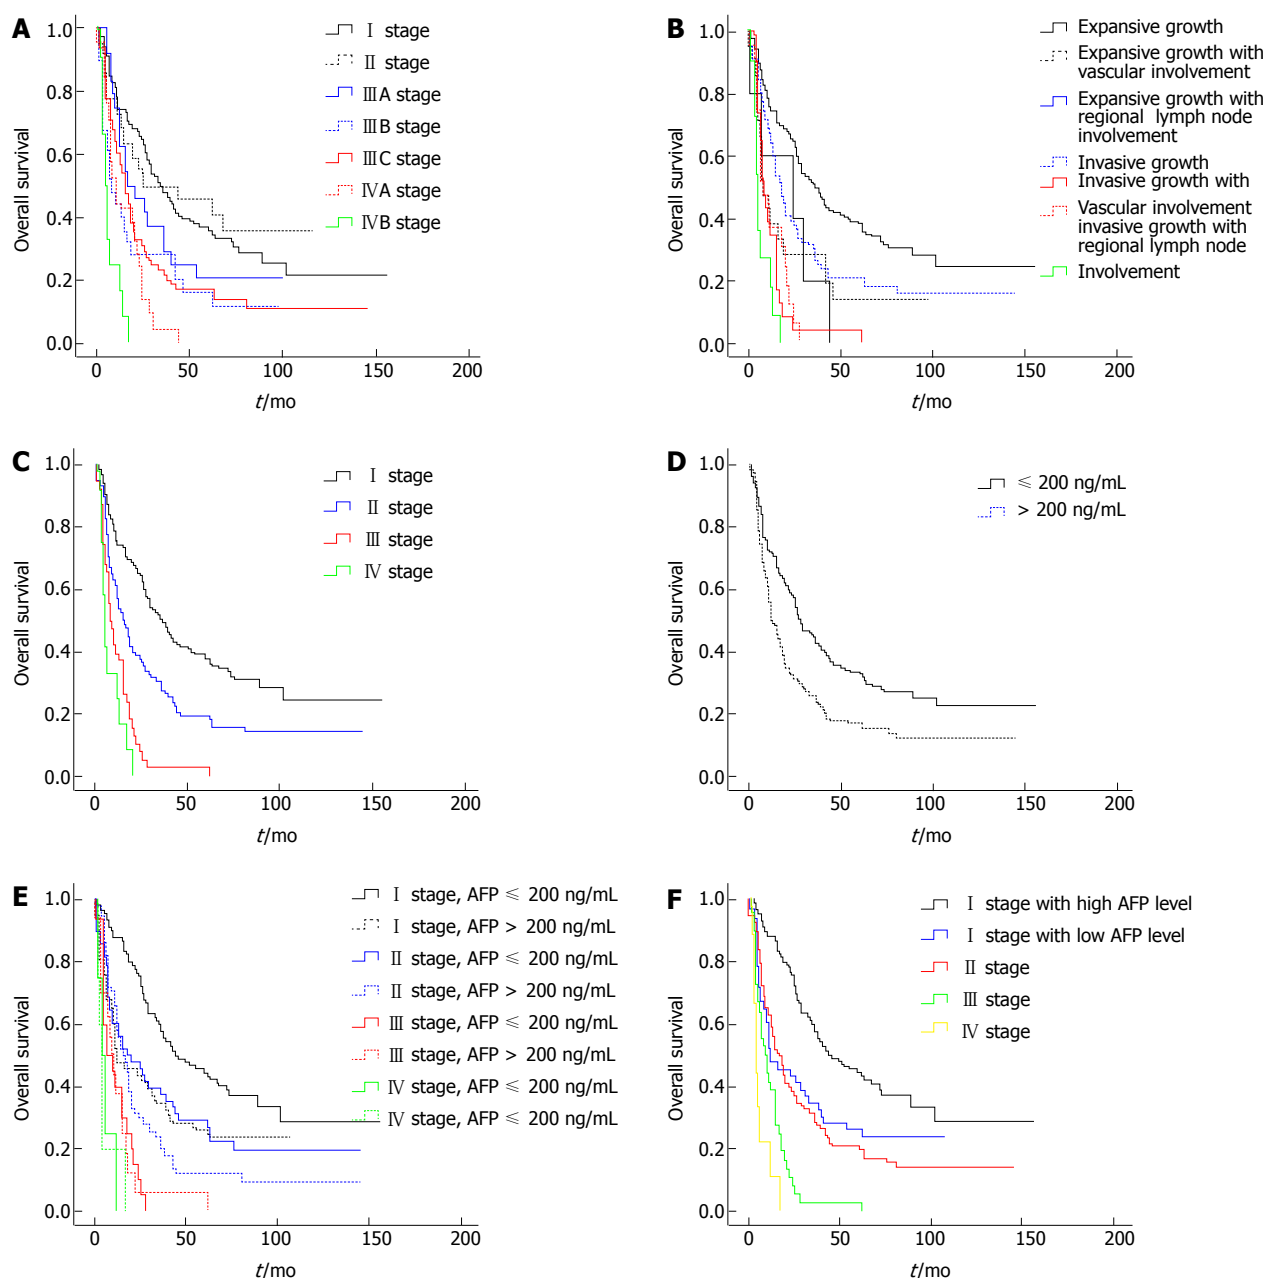 A
1.0
0.8
0.6
0.4
0.2
0.0
Overall survival
0 50 100 150 200
t/mo
Ⅰ stage
Ⅱ stage
ⅢA stage
ⅢB stage
ⅢC stage
ⅣA stage
ⅣB stage
B
1.0
0.8
0.6
0.4
0.2
0.0
Overall survival
0 50 100 150 200
t/mo
Expansive growth
Expansive growth with
vascular involvement
Expansive growth with
regional lymph node
involvement
Invasive growth
Invasive growth with
Vascular involvement
invasive growth with
regional lymph node
Involvement
C
1.0
0.8
0.6
0.4
0.2
0.0
Overall survival
0 50 100 150 200
t/mo
Ⅰ stage
Ⅱ stage
Ⅲ stage
Ⅳ stage
D
1.0
0.8
0.6
0.4
0.2
0.0
Overall survival
0 50 100 150 200
t/mo
≤ 200 ng/mL
> 200 ng/mL
E
1.0
0.8
0.6
0.4
0.2
0.0
Overall survival
0 50 100 150 200
t/mo
Ⅰ stage, AFP ≤ 200 ng/mL
Ⅰ stage, AFP > 200 ng/mL
Ⅱ stage, AFP ≤ 200 ng/mL
Ⅱ stage, AFP > 200 ng/mL
Ⅲ stage, AFP ≤ 200 ng/mL
Ⅲ stage, AFP > 200 ng/mL
Ⅳ stage, AFP ≤ 200 ng/mL
Ⅳ stage, AFP ≤ 200 ng/mL
F
1.0
0.8
0.6
0.4
0.2
0.0
Overall survival
0 50 100 150 200
t/mo
Ⅰ stage with high AFP level
Ⅰ stage with low AFP level
Ⅱ stage
Ⅲ stage
Ⅳ stage